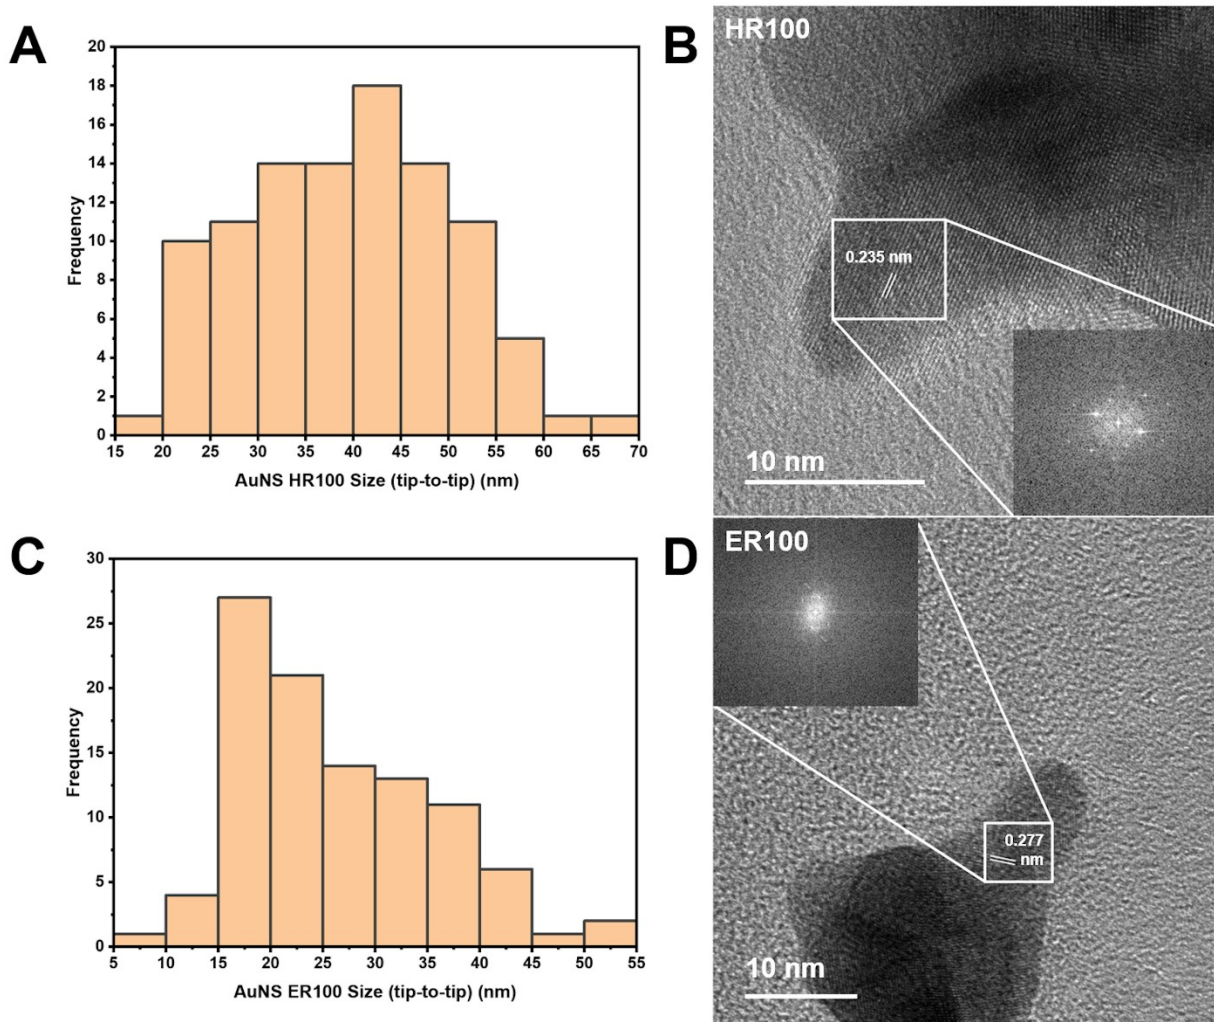 A
20
18
16
14
12
10
8
6
4
2
0
Frequency
15 20 25 30 35 40 45 50 55 60 65 70
AuNS HR100 Size (tip-to-tip) (nm)
B
HR100
0.235 nm
10 nm
C
30
25
20
15
10
5
0
Frequency
5 10 15 20 25 30 35 40 45 50 55
AuNS ER100 Size (tip-to-tip) (nm)
D
ER100
0.277
nm
10 nm